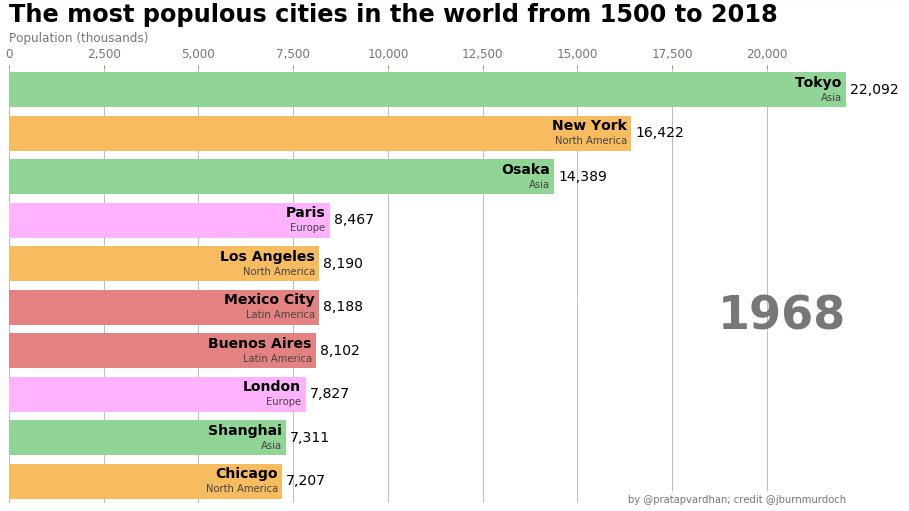 The most populous cities in the world from 1500 to 2018
Population (thousands)
0 2,500 5,000 7,500 10,000 12,500 15,000 17,500 20,000
Tokyo
Asia
22,092
New York
North America
16,422
Osaka
Asia
14,389
Paris
Europe
8,467
Los Angeles
North America
8,190
Mexico City
Latin America
8,188
1968
Buenos Aires
Latin America
8,102
London
Europe
7,827
Shanghai
Asia
7,311
Chicago
North America
7,207
by @pratapvardhan; credit @jburnmurdoch